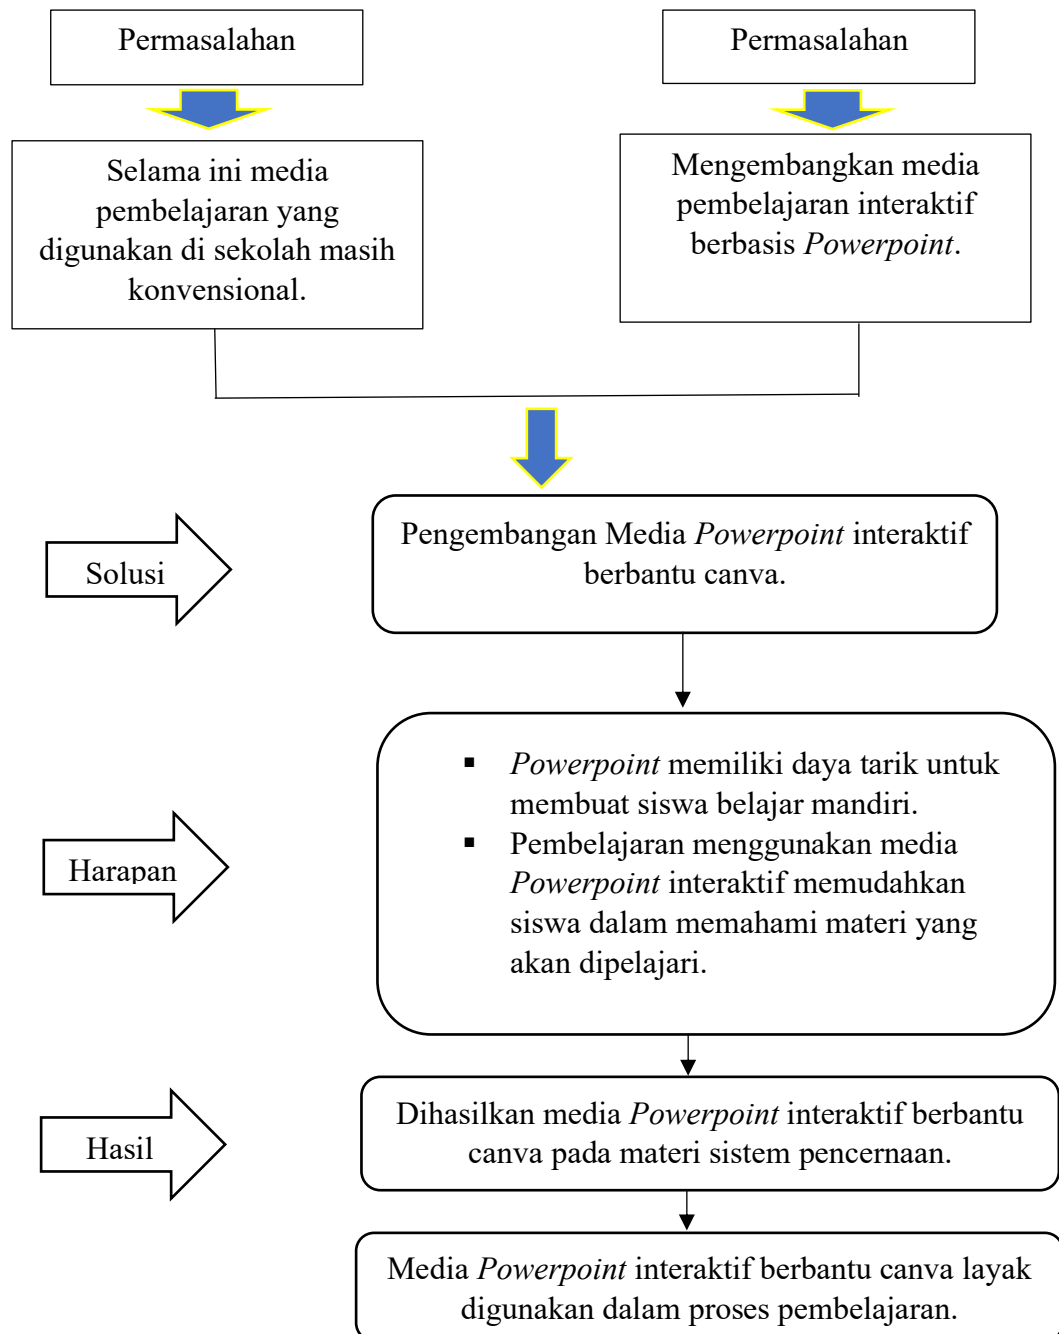 Permasalahan
Permasalahan
Selama ini media
pembelajaran yang
digunakan di sekolah masih
konvensional.
Mengembangkan media
pembelajaran interaktif
berbasis Powerpoint.
Solusi
Pengembangan Media Powerpoint interaktif
berbantu canva.
Harapan
▪ Powerpoint memiliki daya tarik untuk
membuat siswa belajar mandiri.
▪ Pembelajaran menggunakan media
Powerpoint interaktif memudahkan
siswa dalam memahami materi yang
akan dipelajari.
Hasil
Dihasilkan media Powerpoint interaktif berbantu
canva pada materi sistem pencernaan.
Media Powerpoint interaktif berbantu canva layak
digunakan dalam proses pembelajaran.